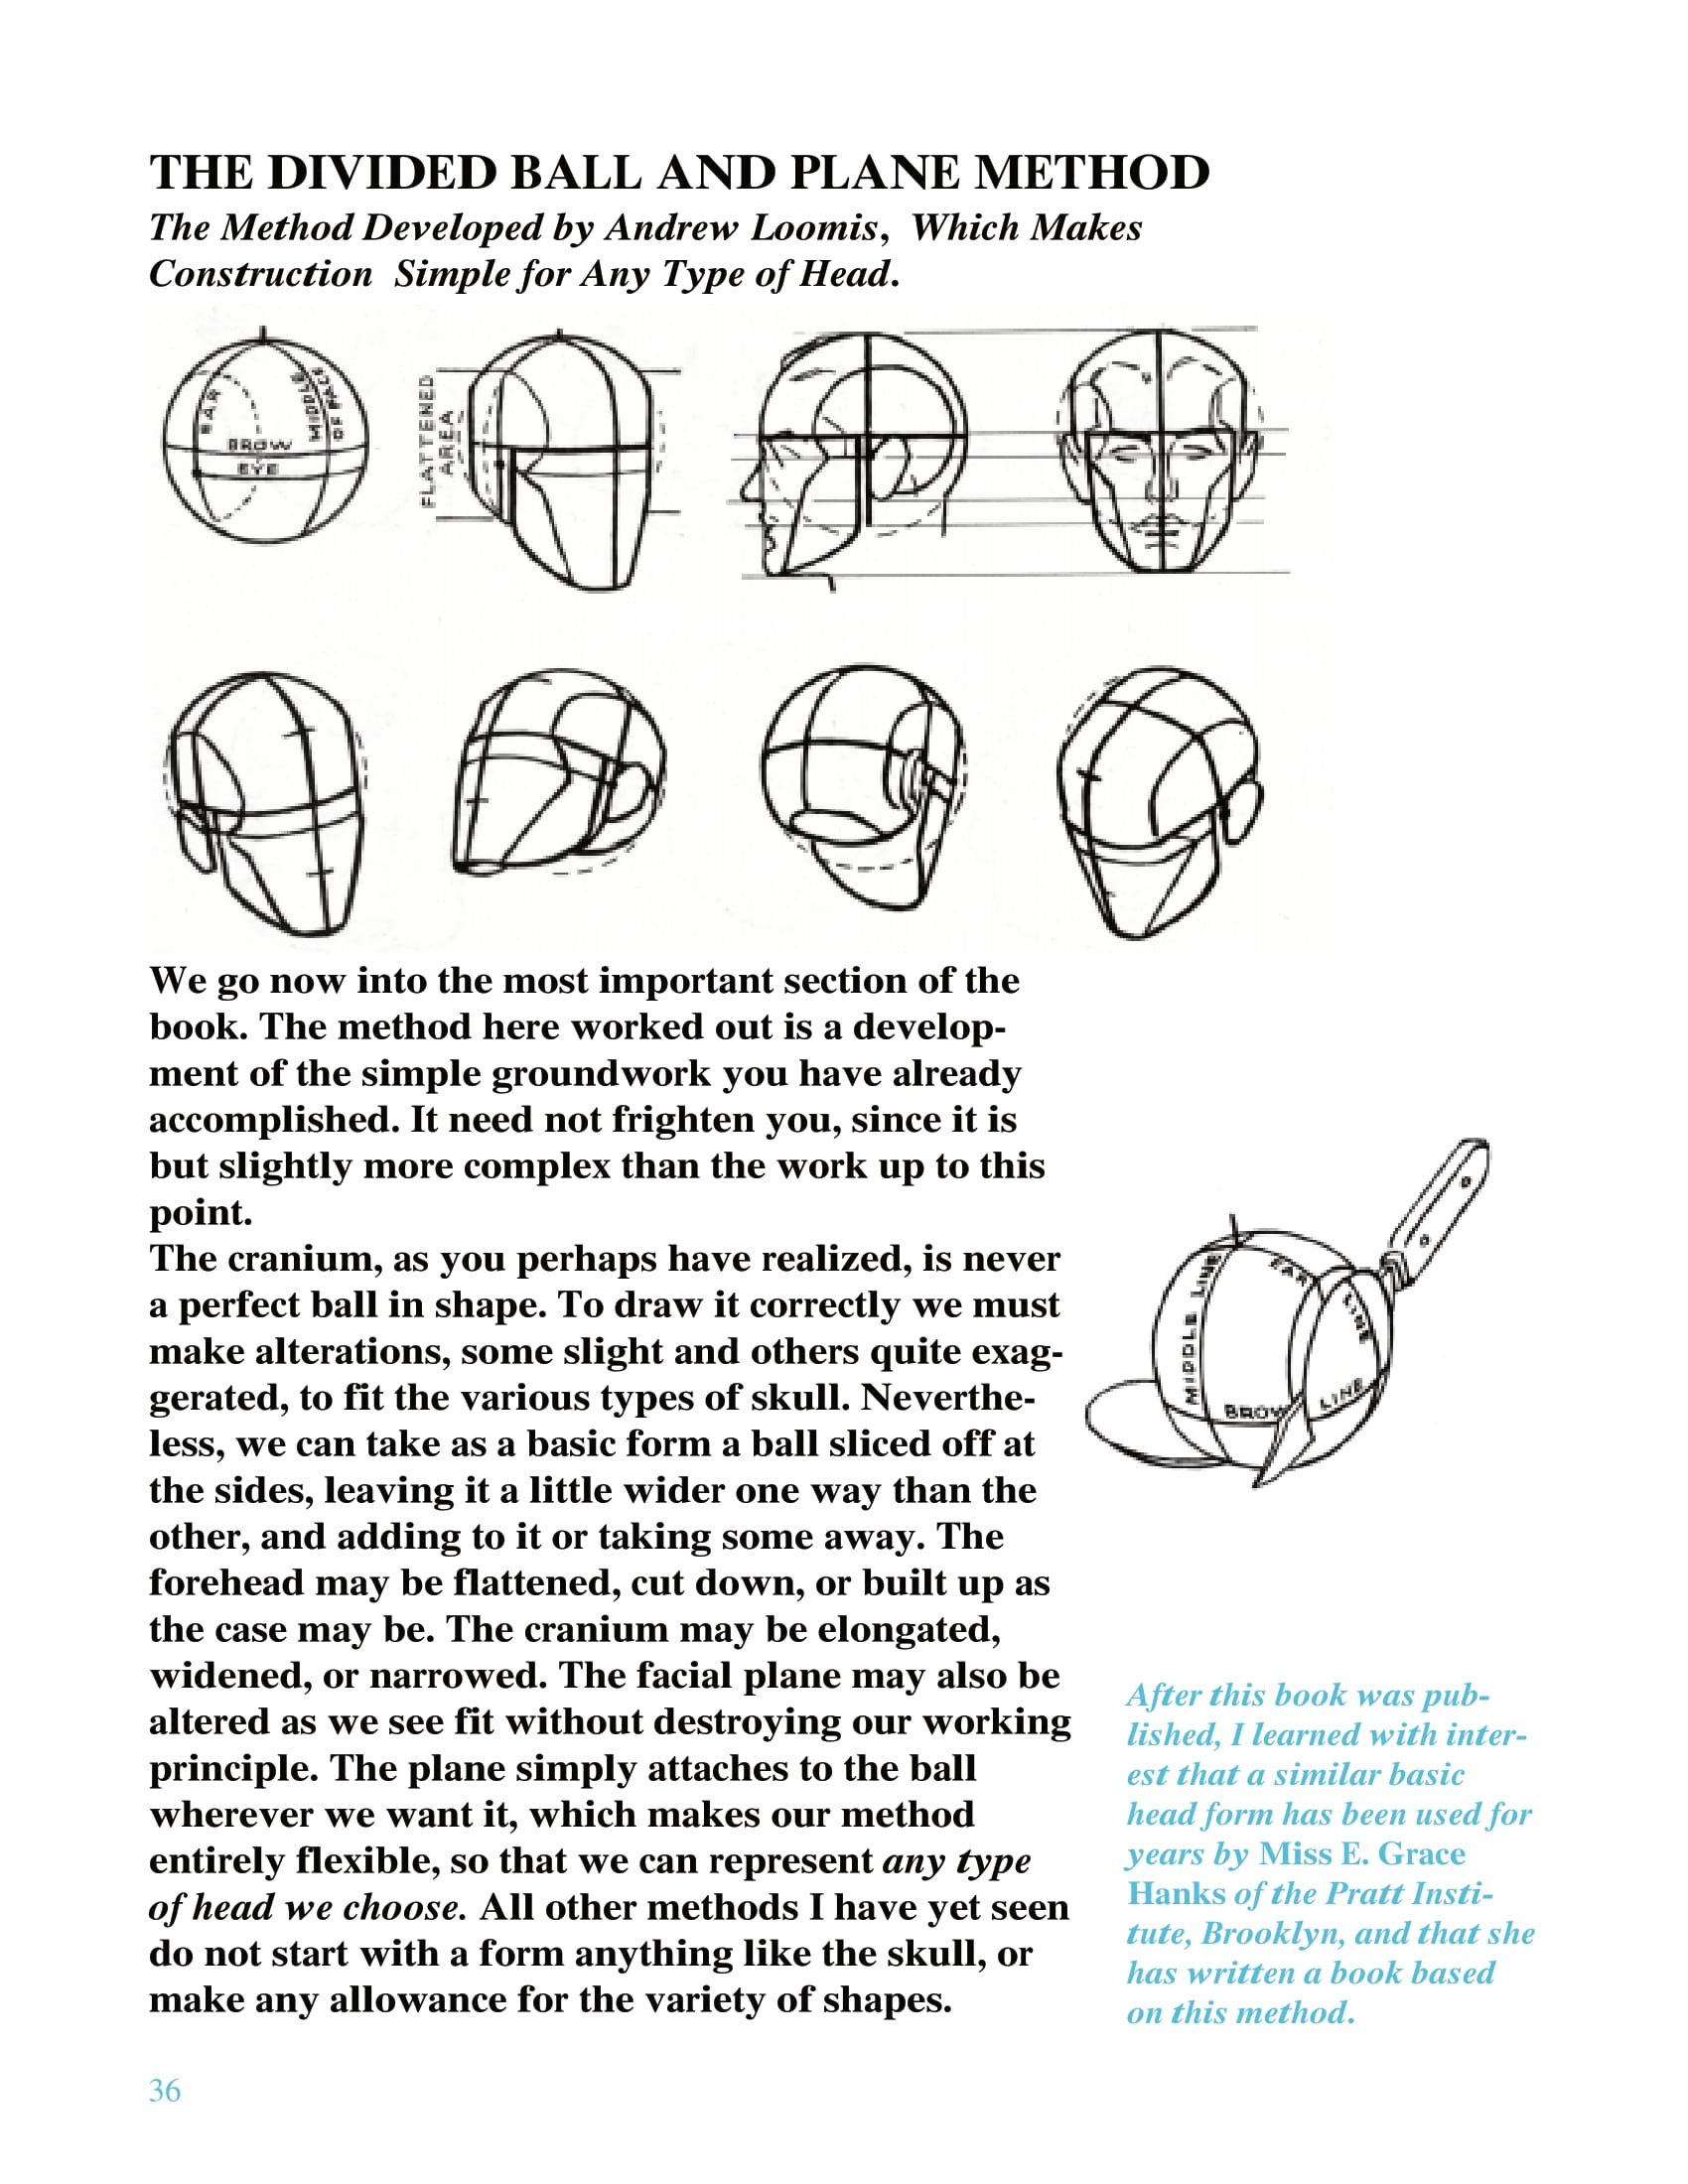 THE DIVIDED BALL AND PLANE METHOD
The Method Developed by Andrew Loomis, Which Makes
Construction Simple for Any Type of Head.
EAR
MIDDLE
OF FACE
BROW
EYE
FLATTENED
AREA
We go now into the most important section of the
book. The method here worked out is a develop-
ment of the simple groundwork you have already
accomplished. It need not frighten you, since it is
but slightly more complex than the work up to this
point.
The cranium, as you perhaps have realized, is never
a perfect ball in shape. To draw it correctly we must
make alterations, some slight and others quite exag-
gerated, to fit the various types of skull. Neverthe-
less, we can take as a basic form a ball sliced off at
the sides, leaving it a little wider one way than the
other, and adding to it or taking some away. The
forehead may be flattened, cut down, or built up as
the case may be. The cranium may be elongated,
widened, or narrowed. The facial plane may also be
altered as we see fit without destroying our working
principle. The plane simply attaches to the ball
wherever we want it, which makes our method
entirely flexible, so that we can represent any type
of head we choose. All other methods I have yet seen
do not start with a form anything like the skull, or
make any allowance for the variety of shapes.
MIDDLE LINE
EAR
LINE
BROW
LINE
After this book was pub-
lished, I learned with inter-
est that a similar basic
head form has been used for
years by Miss E. Grace
Hanks of the Pratt Insti-
tute, Brooklyn, and that she
has written a book based
on this method.
36